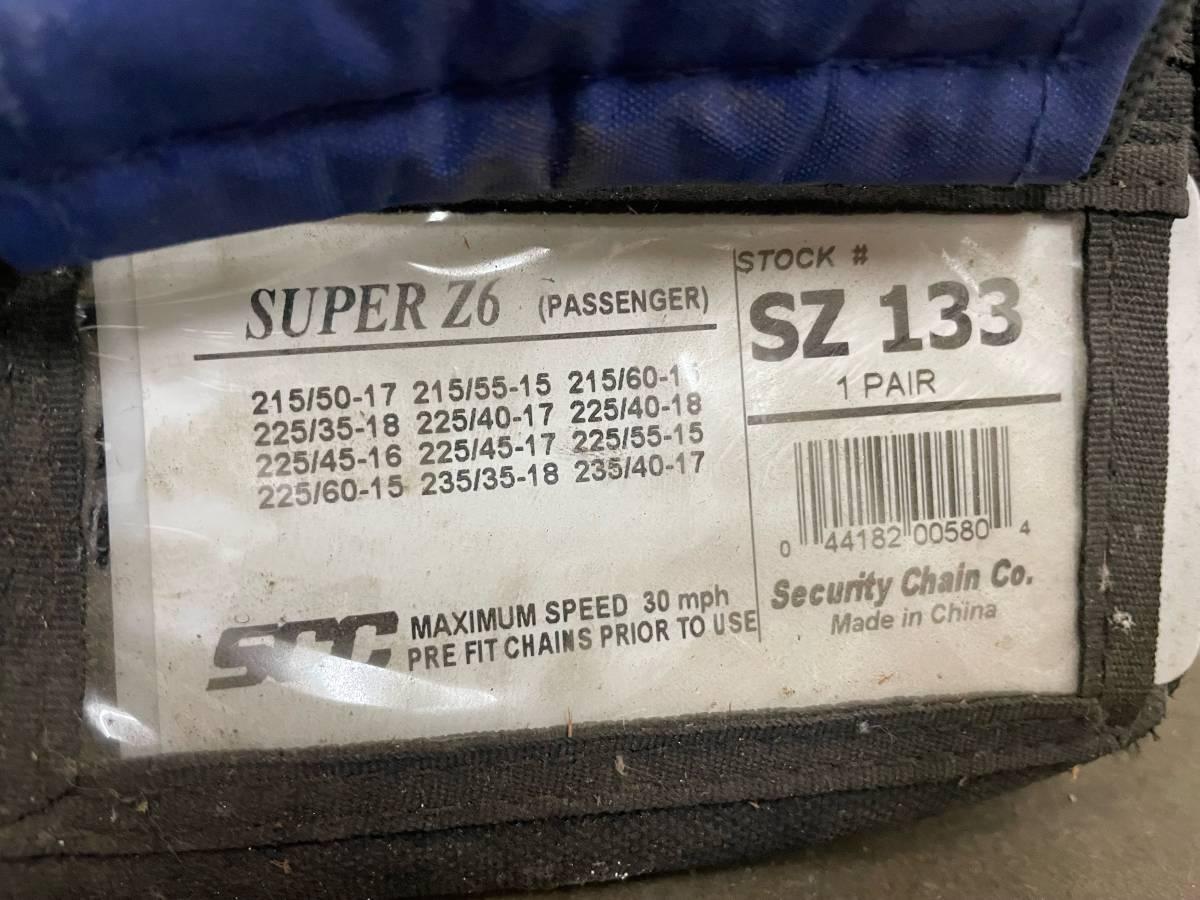 SUPER Z6 (PASSENGER)
215/50-17 215/55-15
225/35-18 225/40-17 225/40-18
225/45-16 225/45-17 225/55-15
225/60-15 235/35-18 235/40-17
SCC
MAXIMUM SPEED 30 mph
PRE FIT CHAINS PRIOR TO USE
STOCK #
SZ 133
1 PAIR
0 44182 00580 4
Security Chain Co.
Made in China